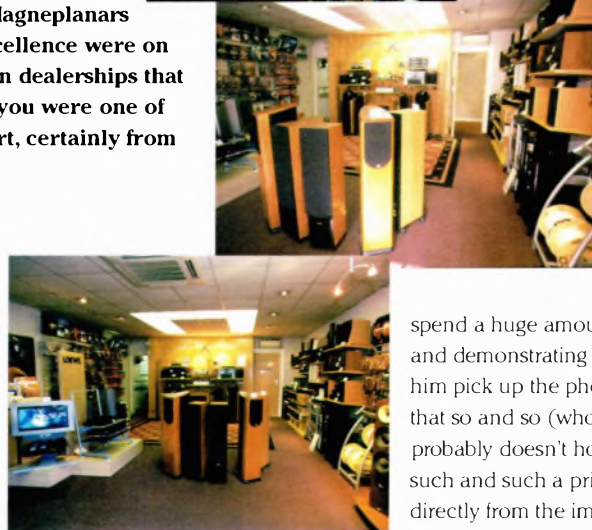 Magneplanars
cellence were on
n dealerships that
you were one of
rt, certainly from
spend a huge amou
and demonstrating
him pick up the pho
that so and so (who
probably doesn't ho
such and such a pri
directly from the im
LOEWE